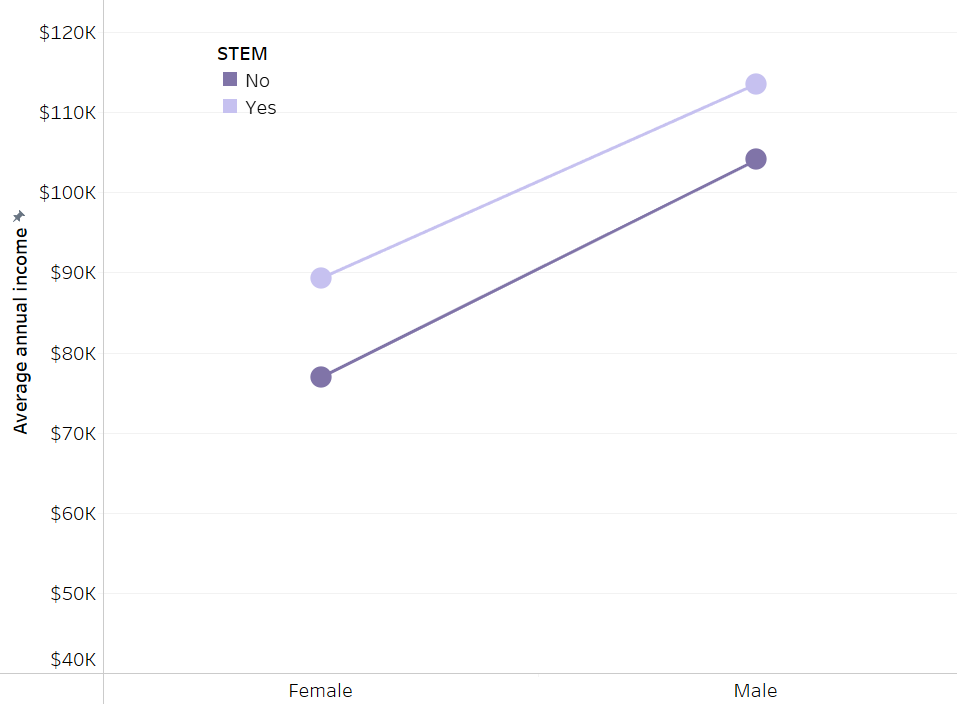 $120K
STEM
No
Yes
$110K
$100K
$90K
$80K
$70K
$60K
$50K
$40K
Average annual income
Female
Male